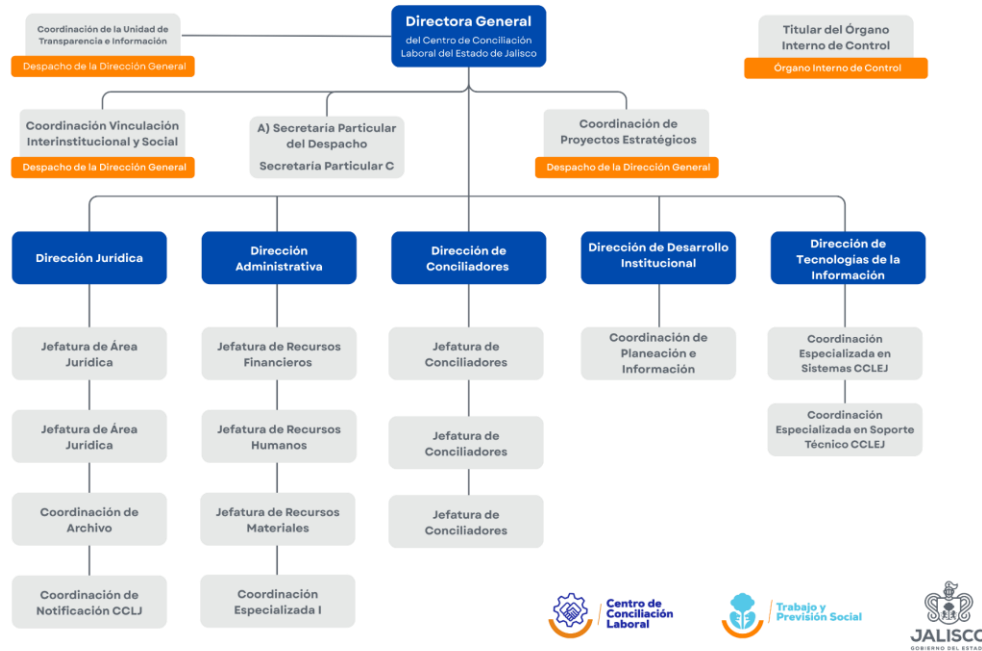 Coordinación de la Unidad de
Transparencia e Información
Despacho de la Dirección General
Directora General
del Centro de Conciliación
Laboral del Estado de Jalisco
Titular del Órgano
Interno de Control
Órgano Interno de Control
Coordinación Vinculación
Interinstitucional y Social
Despacho de la Dirección General
A) Secretaría Particular
del Despacho
Secretaría Particular C
Coordinación de
Proyectos Estratégicos
Despacho de la Dirección General
Dirección Jurídica
Dirección
Administrativa
Dirección de
Conciliadores
Dirección de Desarrollo
Institucional
Dirección de
Tecnologías de la
Información
Jefatura de Área
Jurídica
Jefatura de Recursos
Financieros
Jefatura de
Conciliadores
Coordinación de
Planeación e
Información
Coordinación
Especializada en
Sistemas CCLEJ
Jefatura de Área
Jurídica
Jefatura de Recursos
Humanos
Jefatura de
Conciliadores
Coordinación
Especializada en Soporte
Técnico CCLEJ
Coordinación de
Archivo
Jefatura de Recursos
Materiales
Jefatura de
Conciliadores
Coordinación de
Notificación CCLJ
Coordinación
Especializada I
Centro de
Conciliación
Laboral
Trabajo y
Previsión Social
JALISCO
GOBIERNO DEL ESTADO